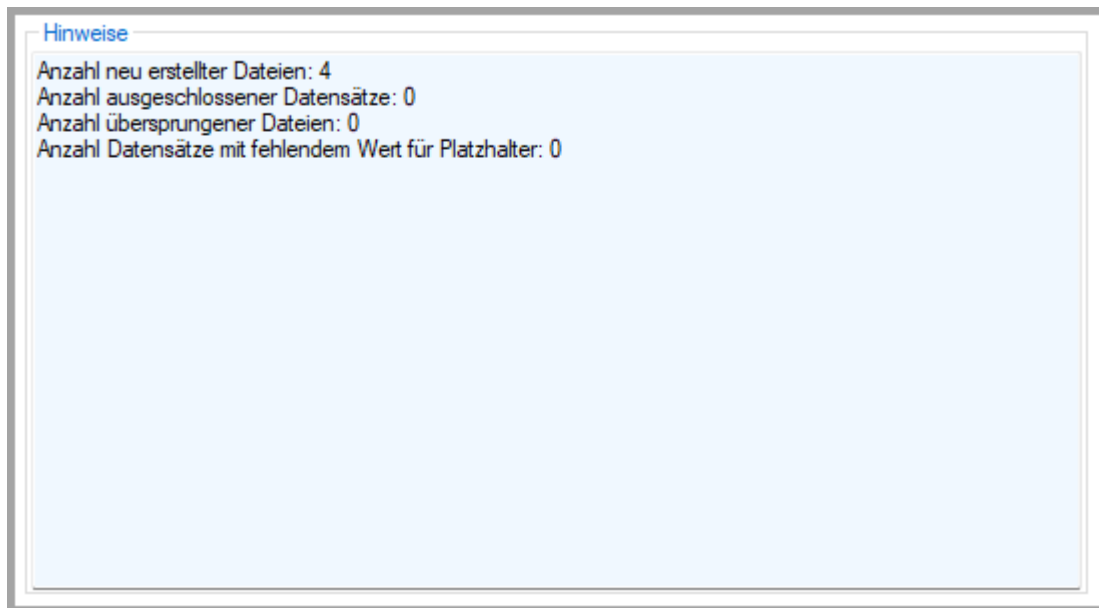 Hinweise
Anzahl neu erstellter Dateien: 4
Anzahl ausgeschlossener Datensätze: 0
Anzahl übersprungener Dateien: 0
Anzahl Datensätze mit fehlendem Wert für Platzhalter: 0